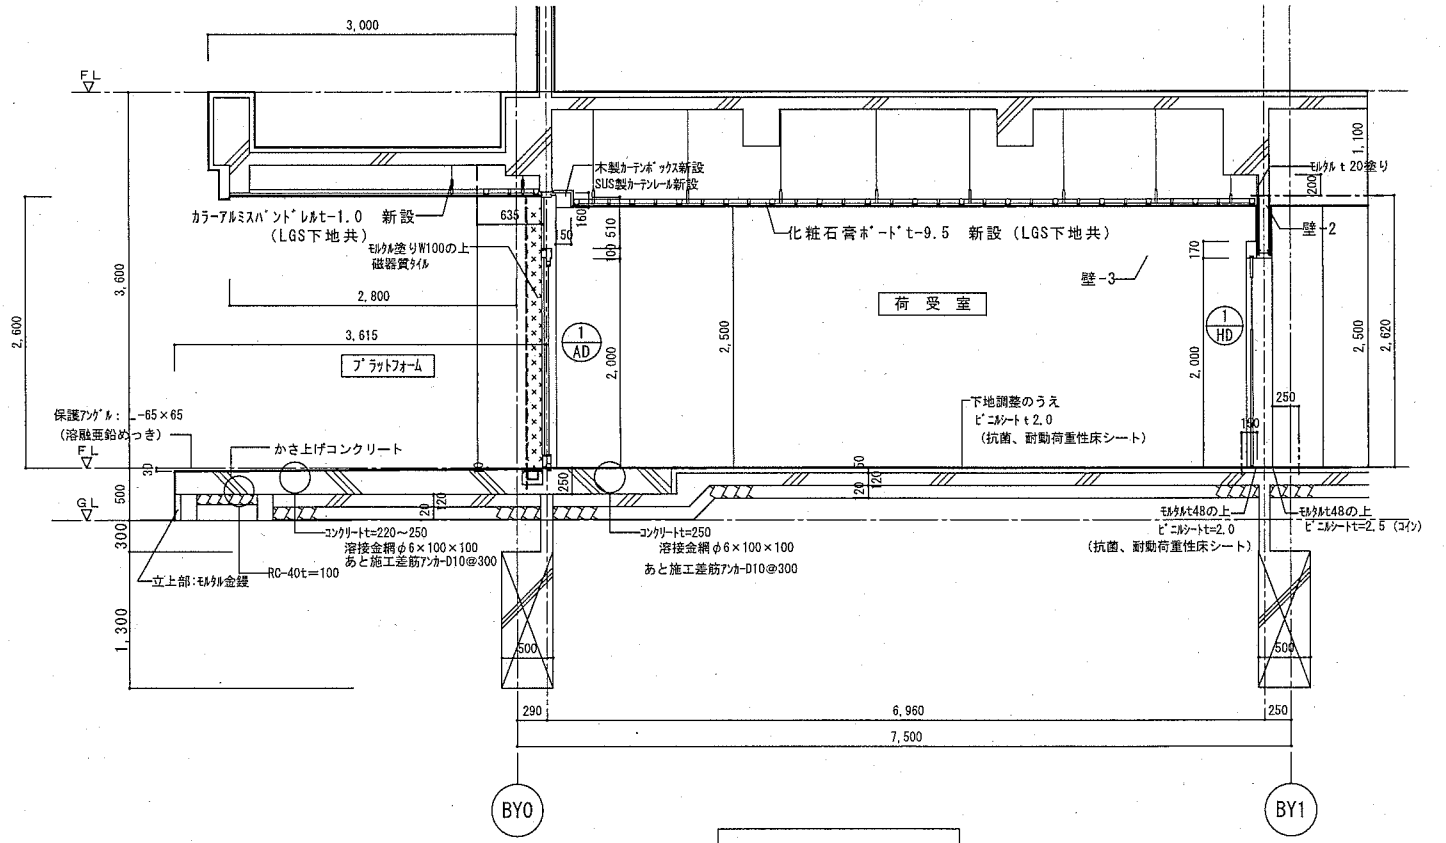 3,000
FL
1,100
木製ｶｰﾃﾝﾎﾞｯｸｽ新設
SUS製ｶｰﾃﾝﾚｰﾙ新設
ﾓﾙﾀﾙ t 20塗り
200
カラーアルミスパンドレルt-1.0 新設
(LGS下地共)
635
160
150
510
100
化粧石膏ボードt-9.5 新設 (LGS下地共)
壁-2
ﾓﾙﾀﾙ塗りW100の上
磁器質ﾀｲﾙ
170
壁-3
3,600
2,800
荷受室
2,600
3,615
1
AD
1
HD
プラットフォーム
2,000
2,500
2,000
2,500
2,620
保護ｱﾝｸﾞﾙ: L-65×65
(溶融亜鉛めっき)
かさ上げコンクリート
下地調整のうえ
ﾋﾞﾆﾙｼｰﾄ t 2.0
(抗菌、耐動荷重性床シート)
250
150
FL
30
50
500
250
20
120
20
120
GL
300
ｺﾝｸﾘｰﾄt=220～250
溶接金網φ6×100×100
あと施工差筋ｱﾝｶｰD10@300
ｺﾝｸﾘｰﾄt=250
溶接金網φ6×100×100
あと施工差筋ｱﾝｶｰD10@300
ﾓﾙﾀﾙt48の上
ﾋﾞﾆﾙｼｰﾄt=2.0
(抗菌、耐動荷重性床シート)
ﾓﾙﾀﾙt48の上
ﾋﾞﾆﾙｼｰﾄt=2.5 (ｺｲﾝ)
立上部:ﾓﾙﾀﾙ金鏝
RC-40t=100
1,300
500
500
290
6,960
250
7,500
BY0
BY1